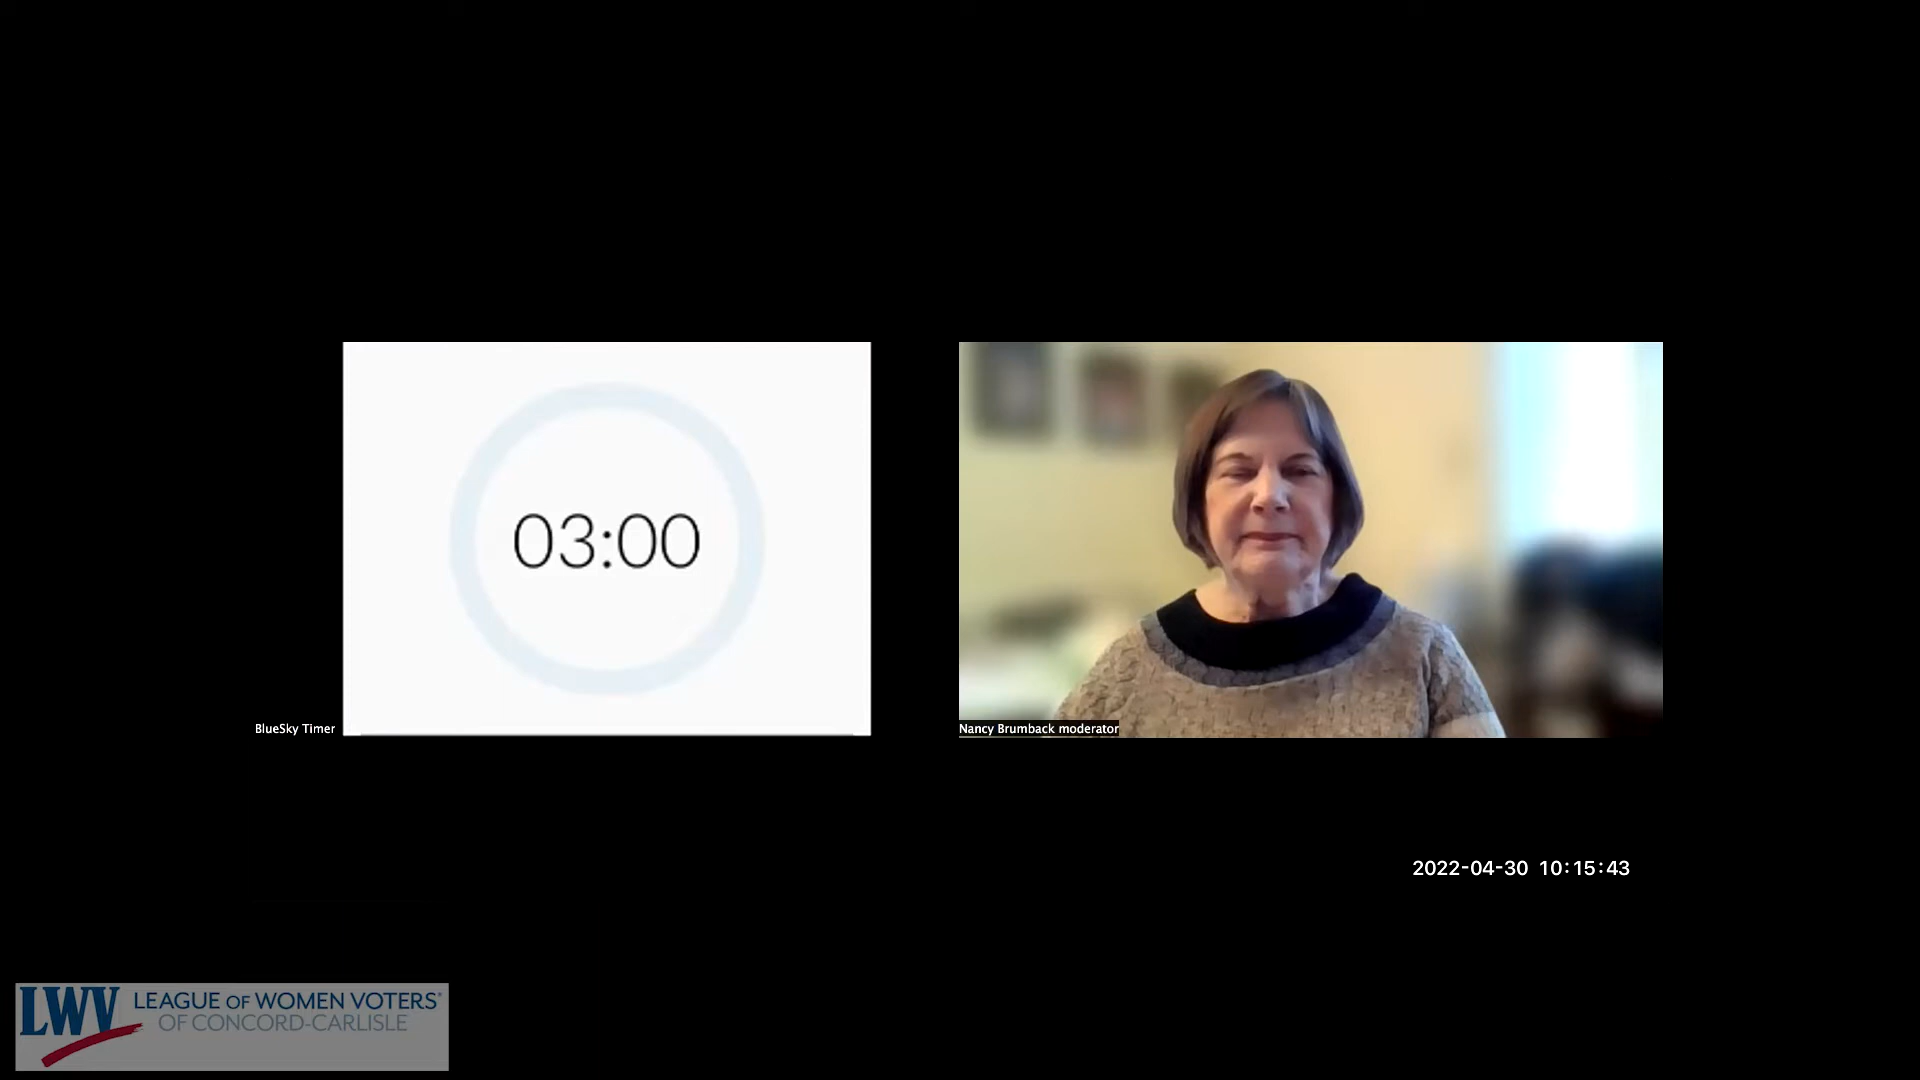 03:00
BlueSky Timer
Nancy Brumback moderator
2022-04-30 10:15:43
LWV LEAGUE OF WOMEN VOTERS®
OF CONCORD-CARLISLE